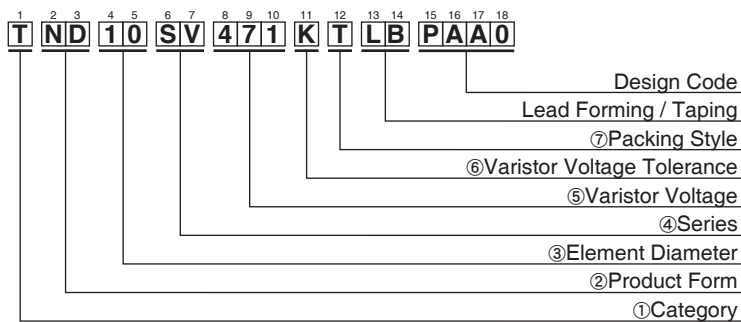 1 2 3 4 5 6 7 8 9 10 11 12 13 14 15 16 17 18
T ND 10 SV 471 K T LB PAA0
Design Code
Lead Forming / Taping
⑦Packing Style
⑥Varistor Voltage Tolerance
⑤Varistor Voltage
④Series
③Element Diameter
②Product Form
①Category